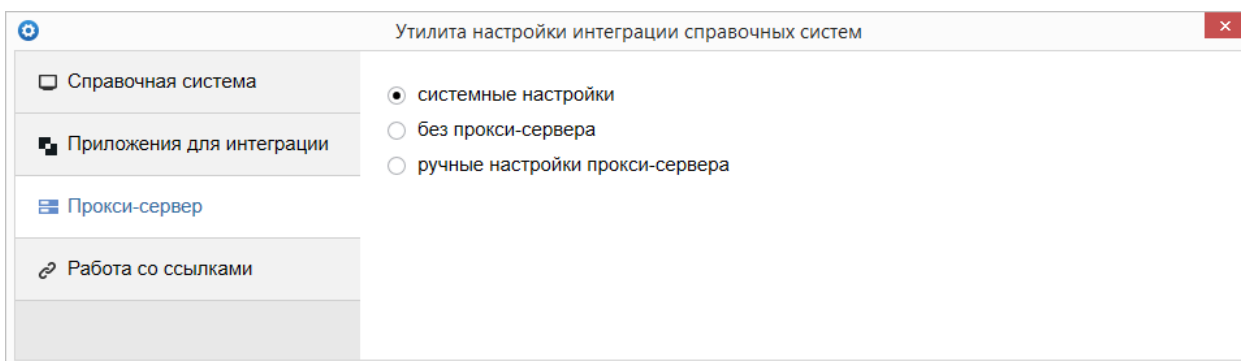 Утилита настройки интеграции справочных систем
Справочная система
Приложения для интеграции
Прокси-сервер
Работа со ссылками
системные настройки
без прокси-сервера
ручные настройки прокси-сервера